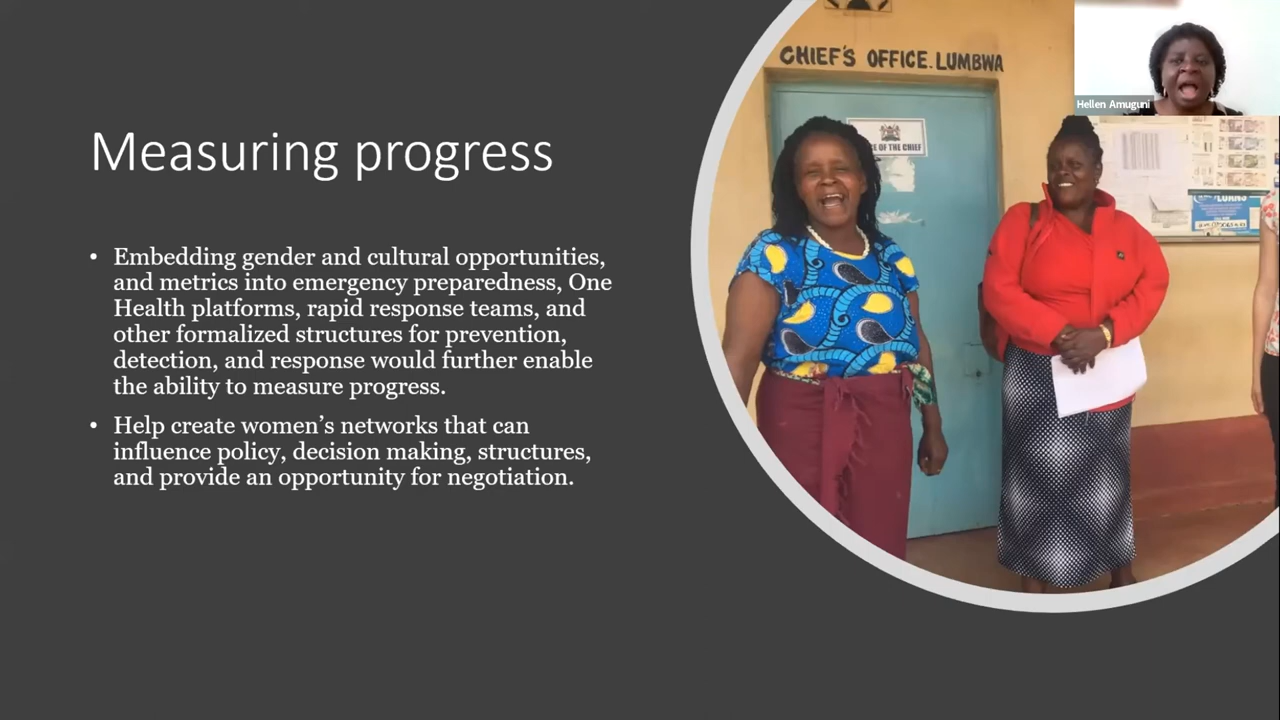 Measuring progress
• Embedding gender and cultural opportunities,
and metrics into emergency preparedness, One
Health platforms, rapid response teams, and
other formalized structures for prevention,
detection, and response would further enable
the ability to measure progress.
• Help create women’s networks that can
influence policy, decision making, structures,
and provide an opportunity for negotiation.
CHIEF'S OFFICE. LUMBWA
OF THE CHIEF
LOANS
Hellen Amuguni